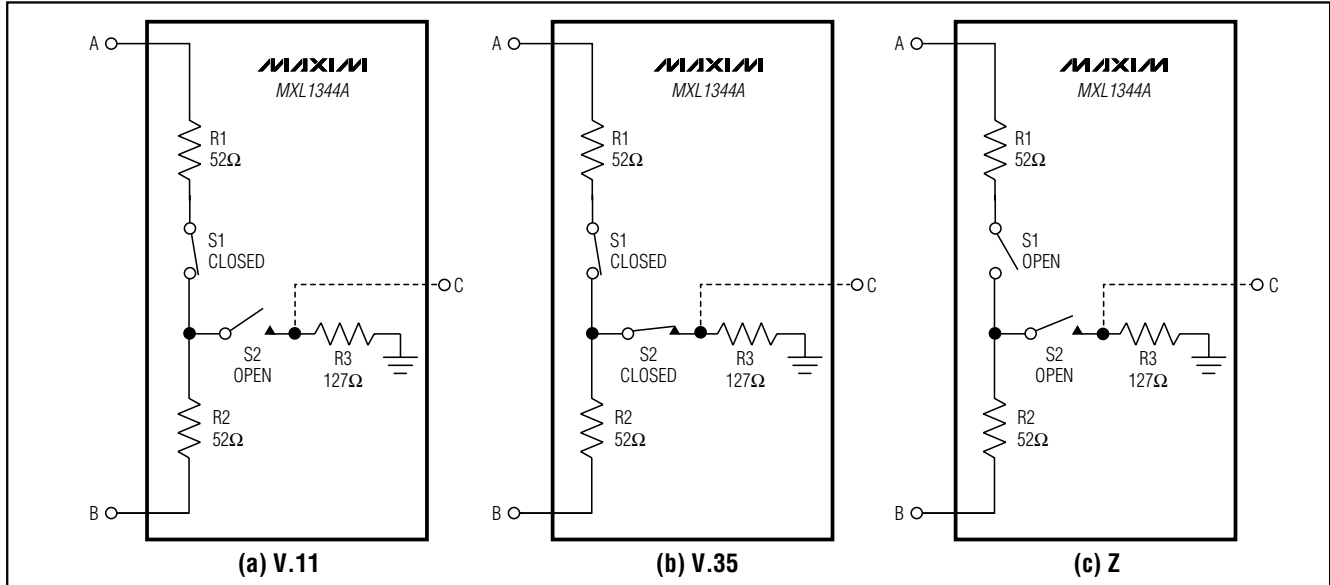 A
MAXIM
MXL1344A
R1
52Ω
S1
CLOSED
C
S2
OPEN
R3
127Ω
R2
52Ω
B
(a) V.11
A
MAXIM
MXL1344A
R1
52Ω
S1
CLOSED
C
S2
CLOSED
R3
127Ω
R2
52Ω
B
(b) V.35
A
MAXIM
MXL1344A
R1
52Ω
S1
OPEN
C
S2
OPEN
R3
127Ω
R2
52Ω
B
(c) Z